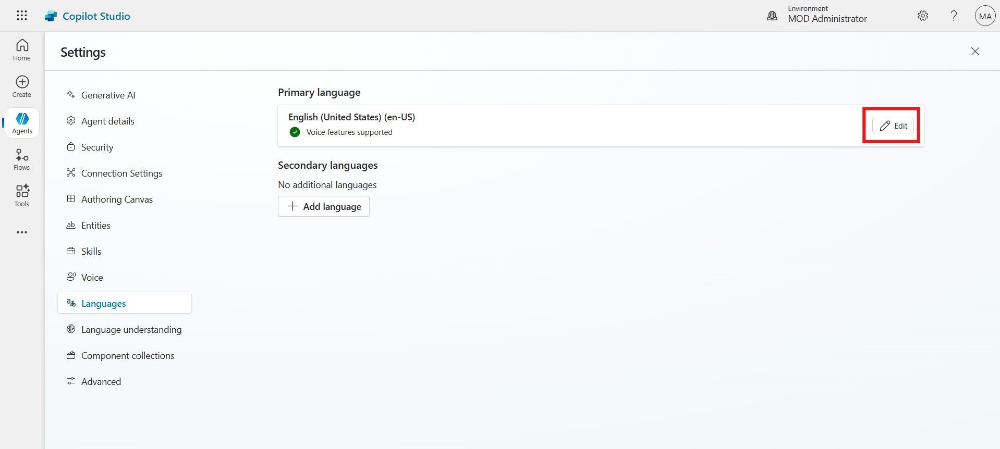 Copilot Studio
Environment
MOD Administrator
?
MA
Home
Create
Agents
Flows
Tools
Settings
Generative AI
Agent details
Security
Connection Settings
Authoring Canvas
Entities
Skills
Voice
Languages
Language understanding
Component collections
Advanced
Primary language
English (United States) (en-US)
Voice features supported
Edit
Secondary languages
No additional languages
Add language